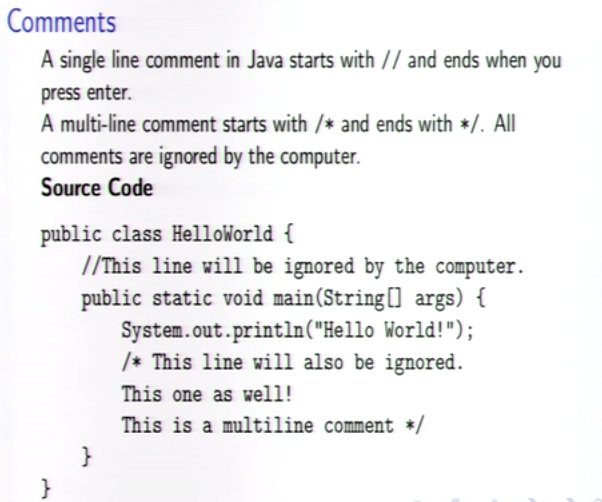 Comments
A single line comment in Java starts with // and ends when you
press enter.
A multi-line comment starts with /* and ends with */. All
comments are ignored by the computer.
Source Code
public class HelloWorld {
    //This line will be ignored by the computer.
    public static void main(String[] args) {
        System.out.println("Hello World!");
        /* This line will also be ignored.
        This one as well!
        This is a multiline comment */
    }
}